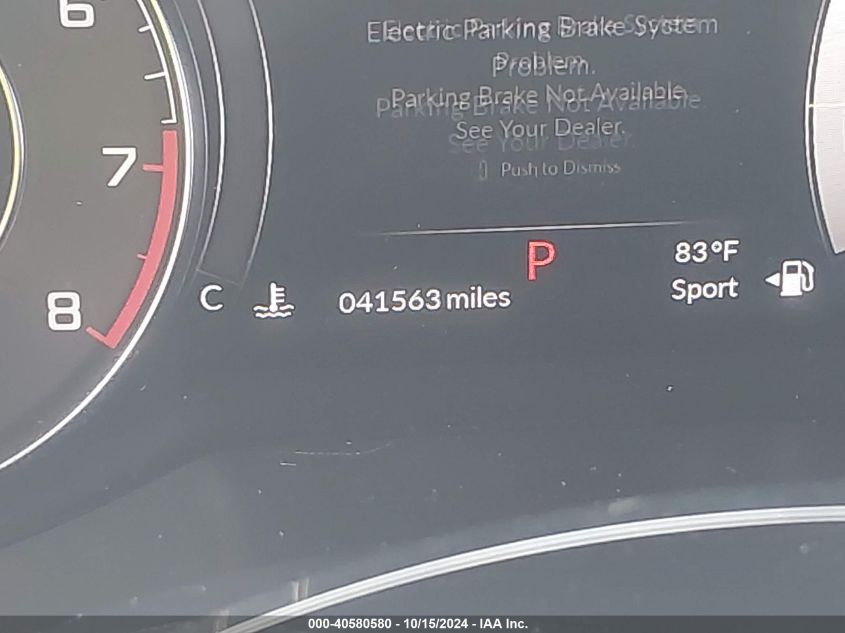 6
Electric Parking Brake System
Problem.
Parking Brake Not Available.
See Your Dealer.
Push to Dismiss
7
P
83°F
8
C
041563 miles
Sport
000-40580580 - 10/15/2024 - IAA Inc.